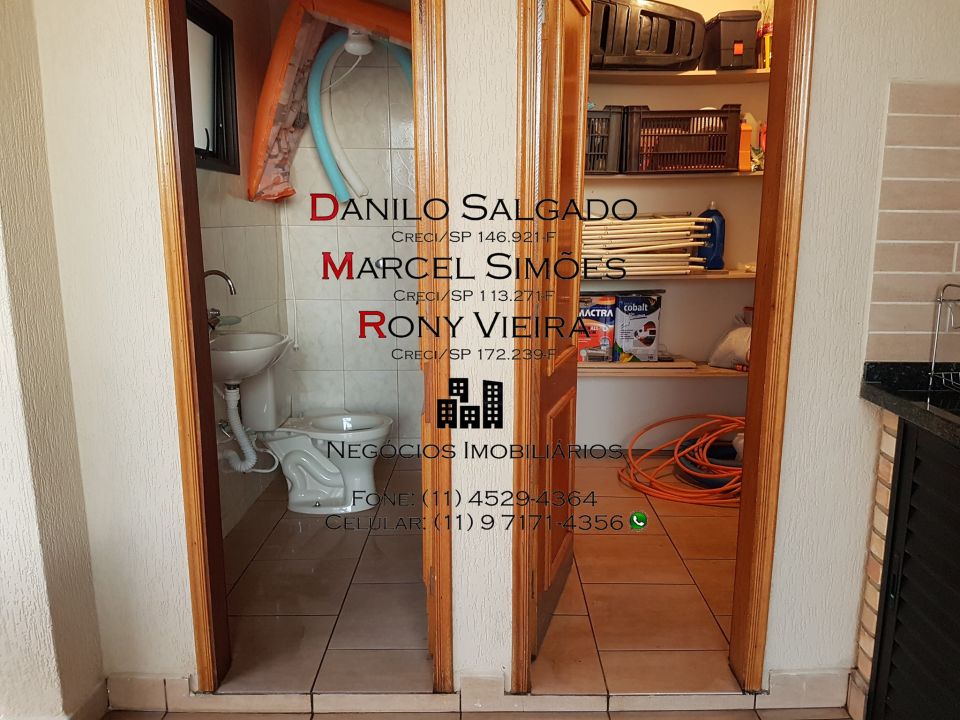 Danilo Salgado
Creci/SP 146.921-F
Marcel Simões
Creci/SP 113.271-F
Rony Vieira
Creci/SP 172.239-F
Negócios Imobiliários
Fone: (11) 4529-4364
Celular: (11) 9 7171-4356
MACTRA
cobalt